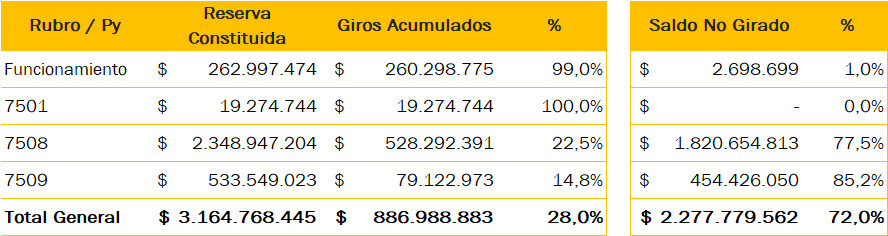 Rubro / Py Reserva Constituida Giros Acumulados % Saldo No Girado %
Funcionamiento $ 262.997.474 $ 260.298.775 99,0% $ 2.698.699 1,0%
7501 $ 19.274.744 $ 19.274.744 100,0% $ - 0,0%
7508 $ 2.348.947.204 $ 528.292.391 22,5% $ 1.820.654.813 77,5%
7509 $ 533.549.023 $ 79.122.973 14,8% $ 454.426.050 85,2%
Total General $ 3.164.768.445 $ 886.988.883 28,0% $ 2.277.779.562 72,0%